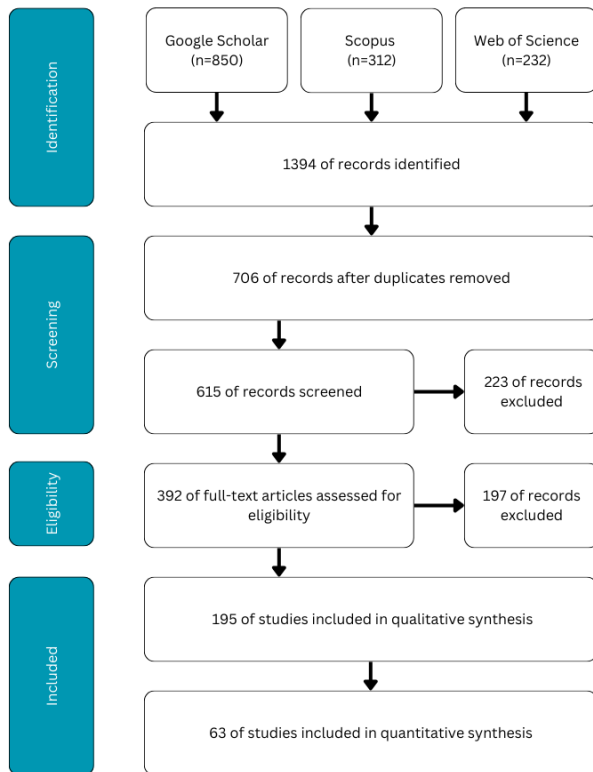 Identification
Google Scholar
(n=850)
Scopus
(n=312)
Web of Science
(n=232)
1394 of records identified
Screening
706 of records after duplicates removed
615 of records screened
223 of records
excluded
Eligibility
392 of full-text articles assessed for
eligibility
197 of records
excluded
Included
195 of studies included in qualitative synthesis
63 of studies included in quantitative synthesis